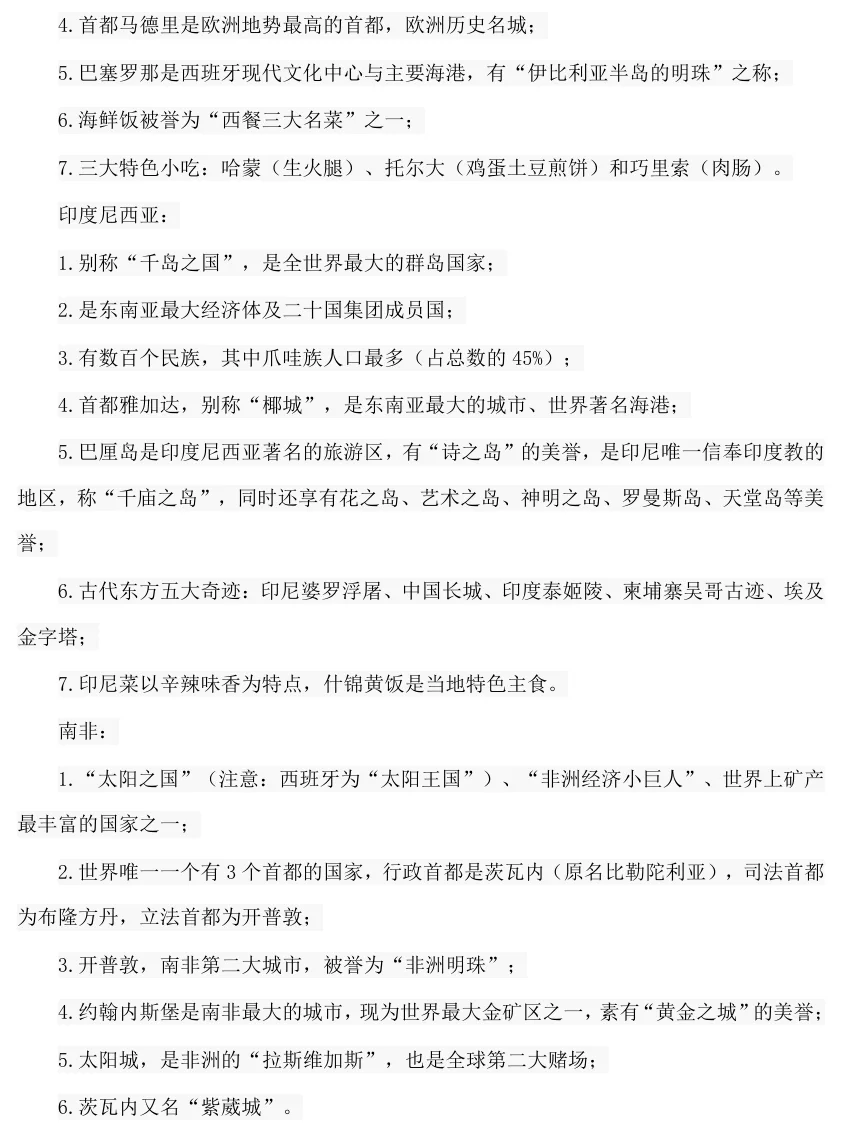 4.首都马德里是欧洲地势最高的首都，欧洲历史名城；
5.巴塞罗那是西班牙现代文化中心与主要海港，有“伊比利亚半岛的明珠”之称；
6.海鲜饭被誉为“西餐三大名菜”之一；
7.三大特色小吃：哈蒙（生火腿）、托尔大（鸡蛋土豆煎饼）和巧里索（肉肠）。
印度尼西亚：
1.别称“千岛之国”，是全世界最大的群岛国家；
2.是东南亚最大经济体及二十国集团成员国；
3.有数百个民族，其中爪哇族人口最多（占总数的 45%）；
4.首都雅加达，别称“椰城”，是东南亚最大的城市、世界著名海港；
5.巴厘岛是印度尼西亚著名的旅游区，有“诗之岛”的美誉，是印尼唯一信奉印度教的
地区，称“千庙之岛”，同时还享有花之岛、艺术之岛、神明之岛、罗曼斯岛、天堂岛等美
誉；
6.古代东方五大奇迹：印尼婆罗浮屠、中国长城、印度泰姬陵、柬埔寨吴哥古迹、埃及
金字塔；
7.印尼菜以辛辣味香为特点，什锦黄饭是当地特色主食。
南非：
1.“太阳之国”（注意：西班牙为“太阳王国”）、“非洲经济小巨人”、世界上矿产
最丰富的国家之一；
2.世界唯一一个有 3 个首都的国家，行政首都是茨瓦内（原名比勒陀利亚），司法首都
为布隆方丹，立法首都为开普敦；
3.开普敦，南非第二大城市，被誉为“非洲明珠”；
4.约翰内斯堡是南非最大的城市，现为世界最大金矿区之一，素有“黄金之城”的美誉；
5.太阳城，是非洲的“拉斯维加斯”，也是全球第二大赌场；
6.茨瓦内又名“紫葳城”。